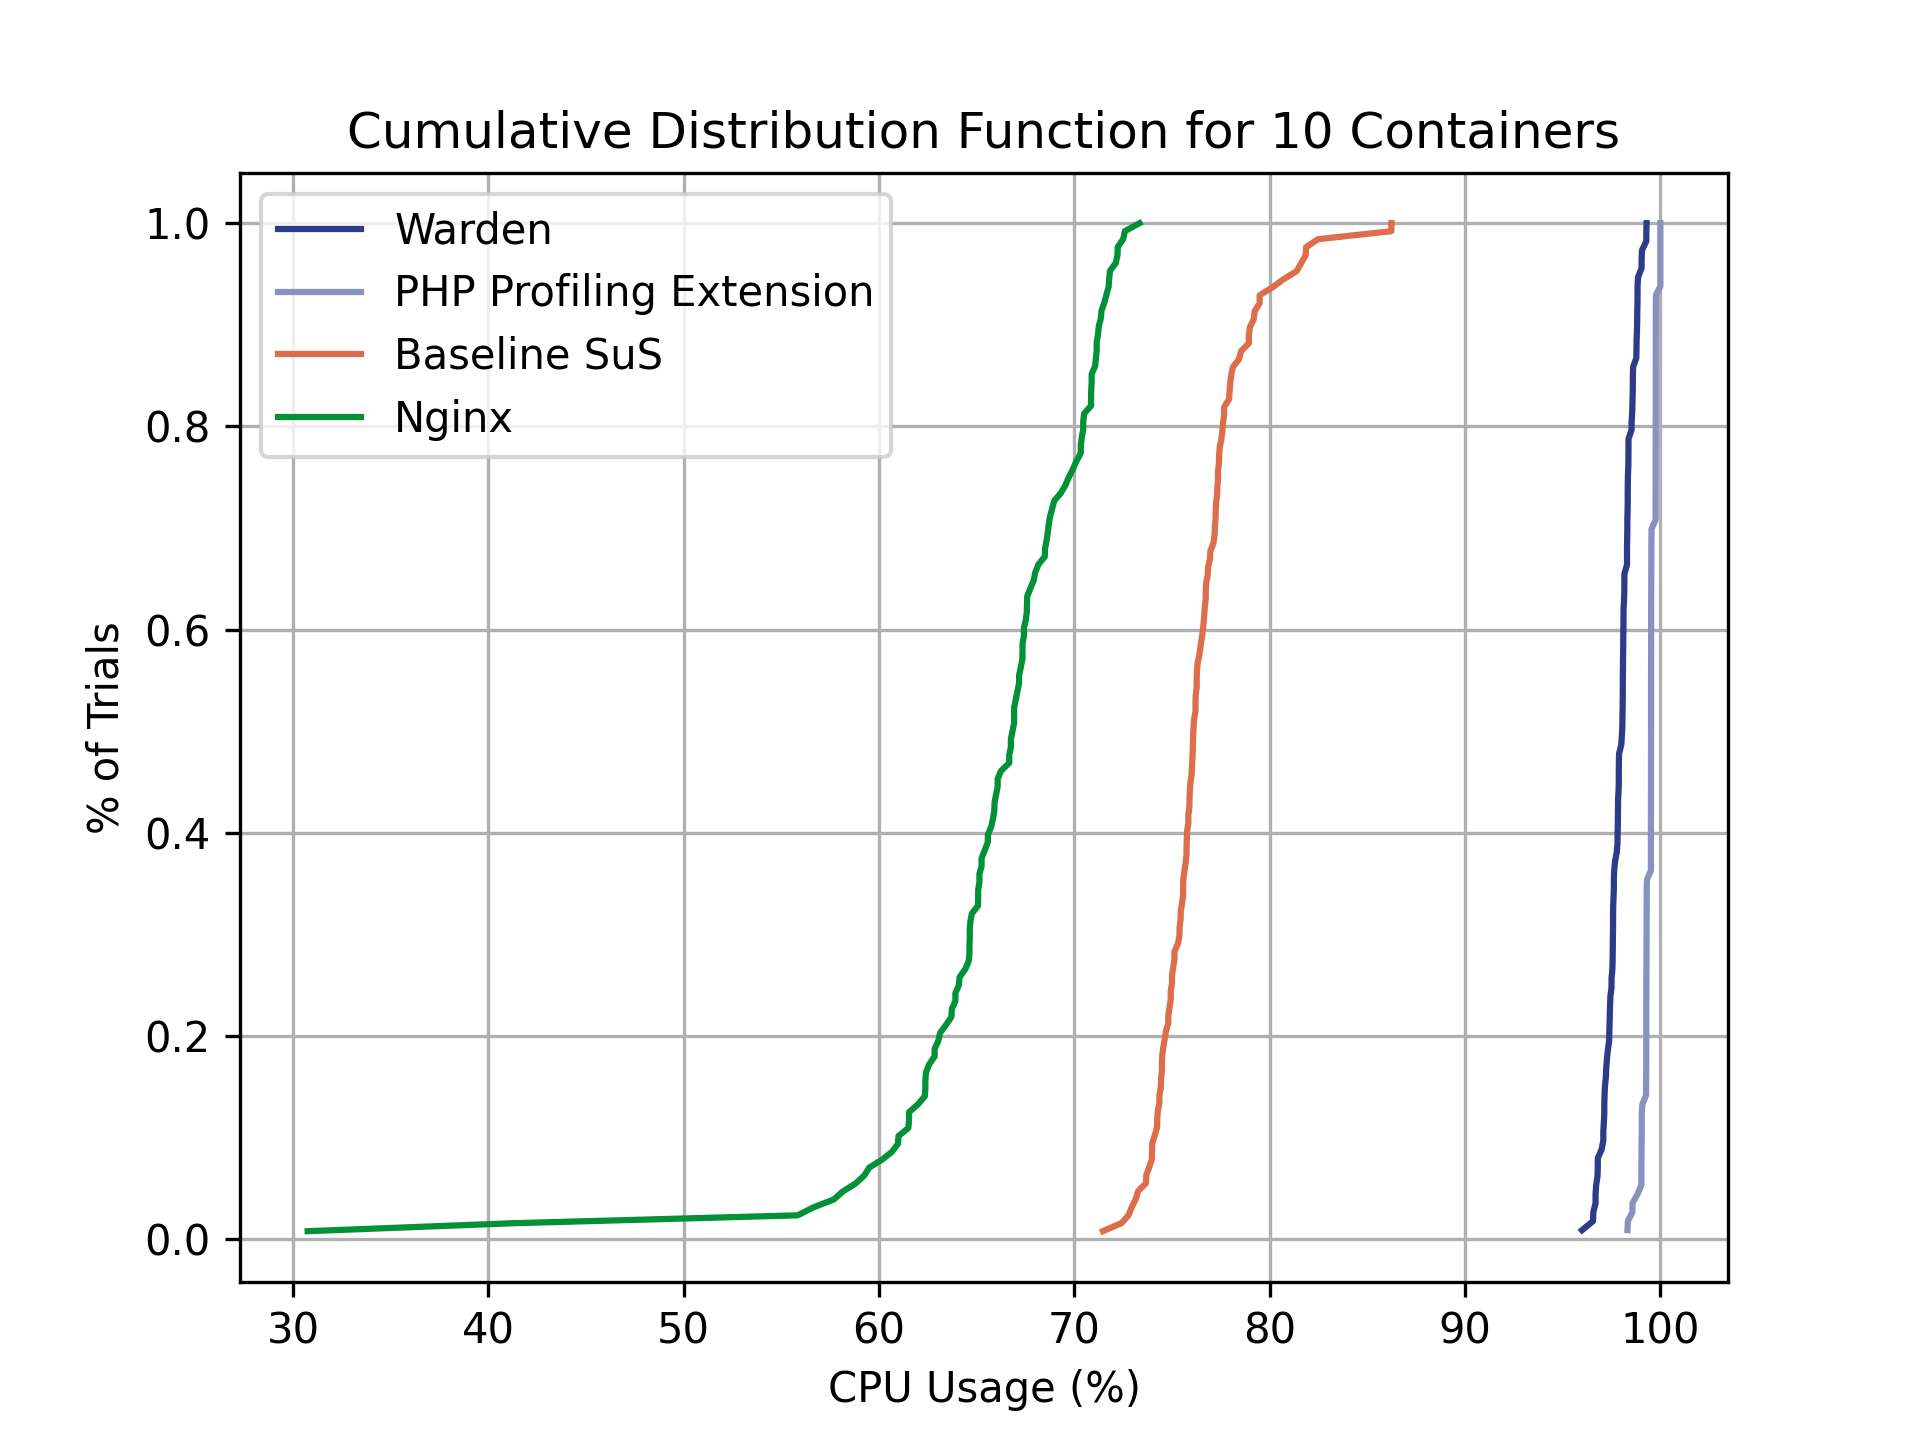 Cumulative Distribution Function for 10 Containers
Warden
PHP Profiling Extension
Baseline SuS
Nginx
1.0
0.8
0.6
0.4
0.2
0.0
% of Trials
30 40 50 60 70 80 90 100
CPU Usage (%)